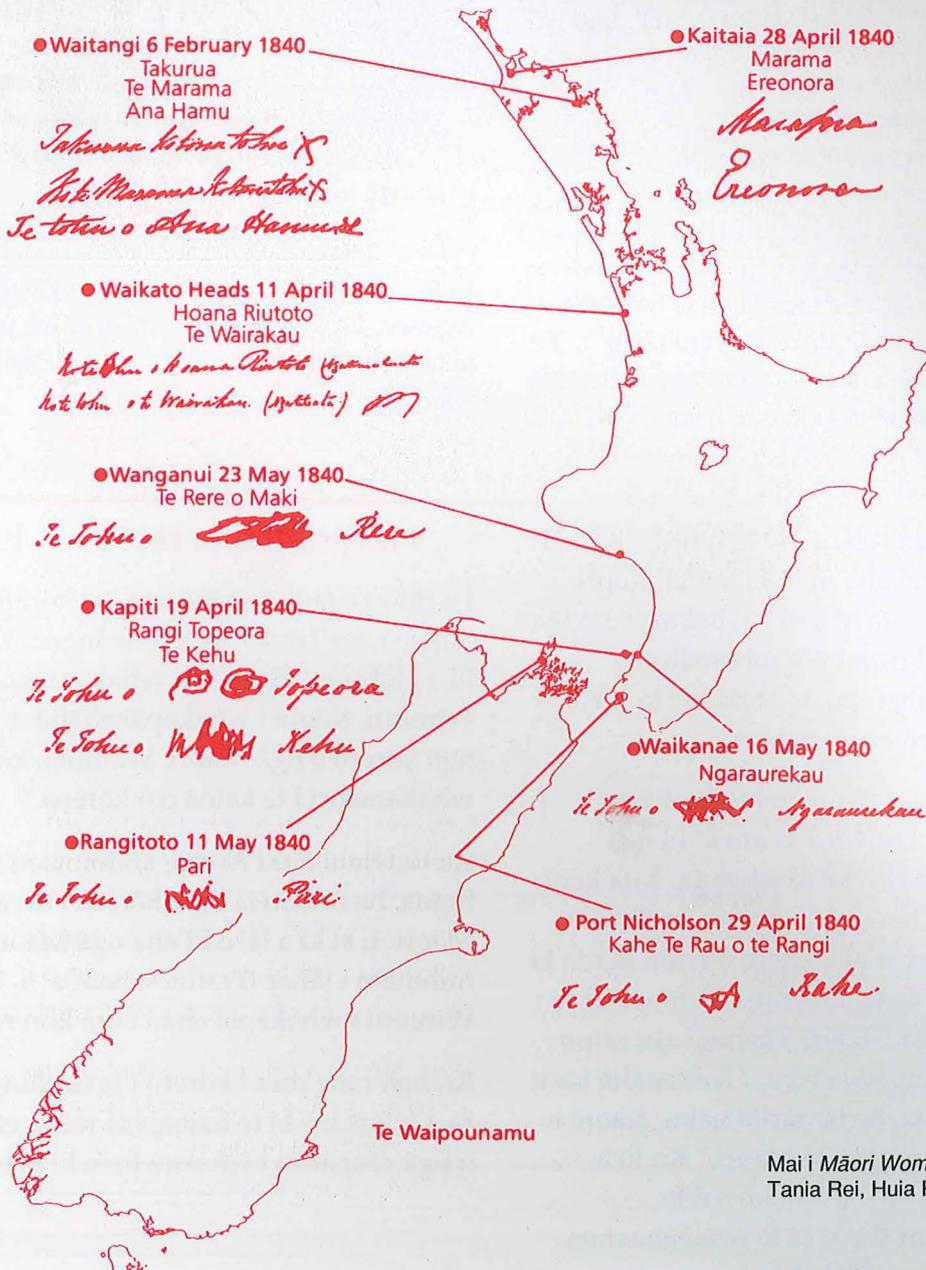 Waitangi 6 February 1840
Takurua
Te Marama
Ana Hamu
Te tohu o Ana Hamu
Kaitaia 28 April 1840
Marama
Ereonora
Marama
Ereonora
Waikato Heads 11 April 1840
Hoana Riutoto
Te Wairakau
Hoana Riutoto
Wanganui 23 May 1840
Te Rere o Maki
Te Tohu o Rere
Kapiti 19 April 1840
Rangi Topeora
Te Kehu
Te Tohu o Topeora
Te Tohu o Kehu
Waikanae 16 May 1840
Ngaraurekau
Te Tohu o Ngaraurekau
Rangitoto 11 May 1840
Pari
Te Tohu o Pari
Port Nicholson 29 April 1840
Kahe Te Rau o te Rangi
Te Tohu o Kahe
Te Waipounamu
Mai i Māori
Tania Rei, Huia